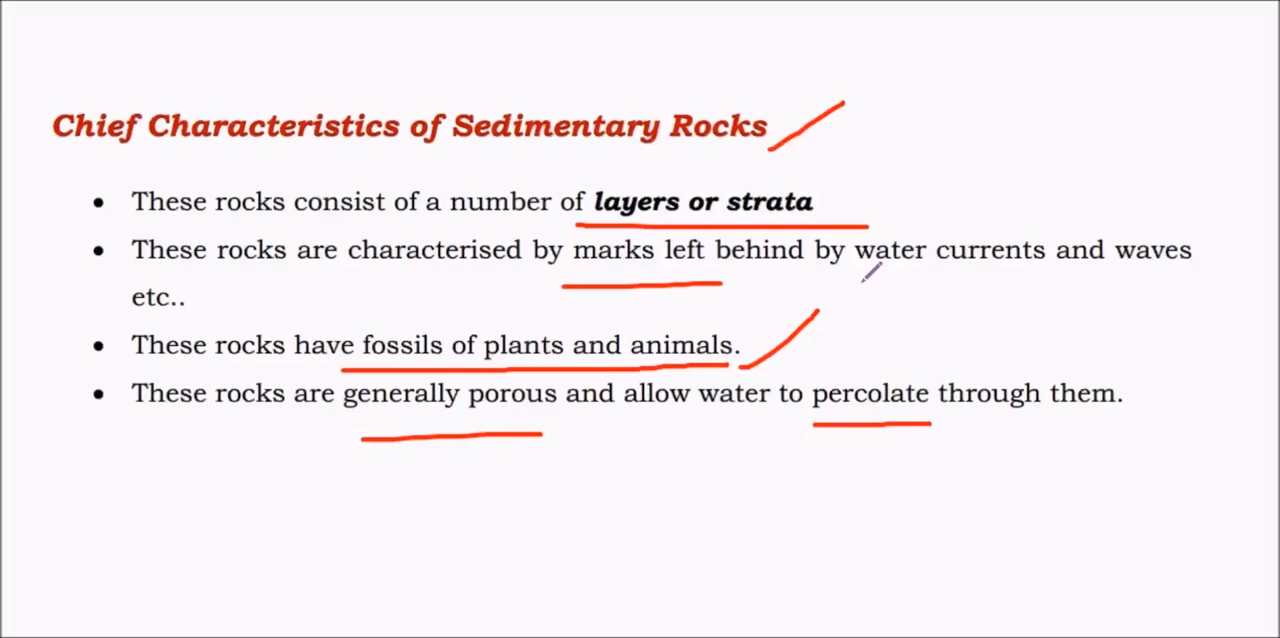 Chief Characteristics of Sedimentary Rocks
• These rocks consist of a number of layers or strata
• These rocks are characterised by marks left behind by water currents and waves
etc..
• These rocks have fossils of plants and animals.
• These rocks are generally porous and allow water to percolate through them.